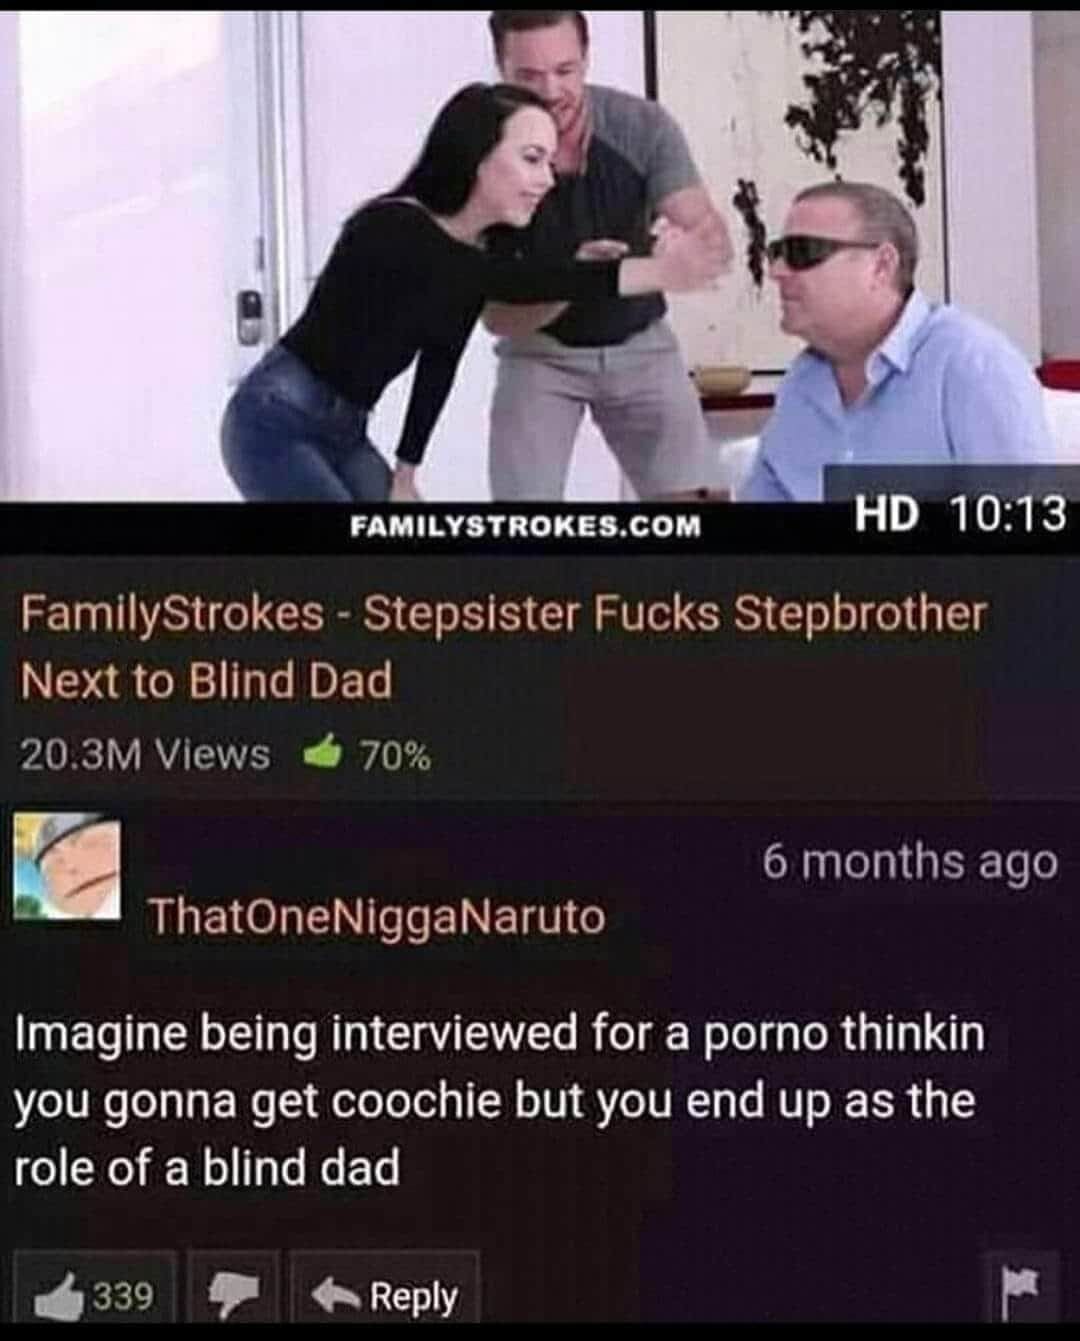 HD 10:13
FAMILYSTROKES.COM
FamilyStrokes - Stepsister Fucks Stepbrother
Next to Blind Dad
20.3M Views 70%
6 months ago
ThatOneNiggaNaruto
Imagine being interviewed for a porno thinkin
you gonna get coochie but you end up as the
role of a blind dad
339 Reply